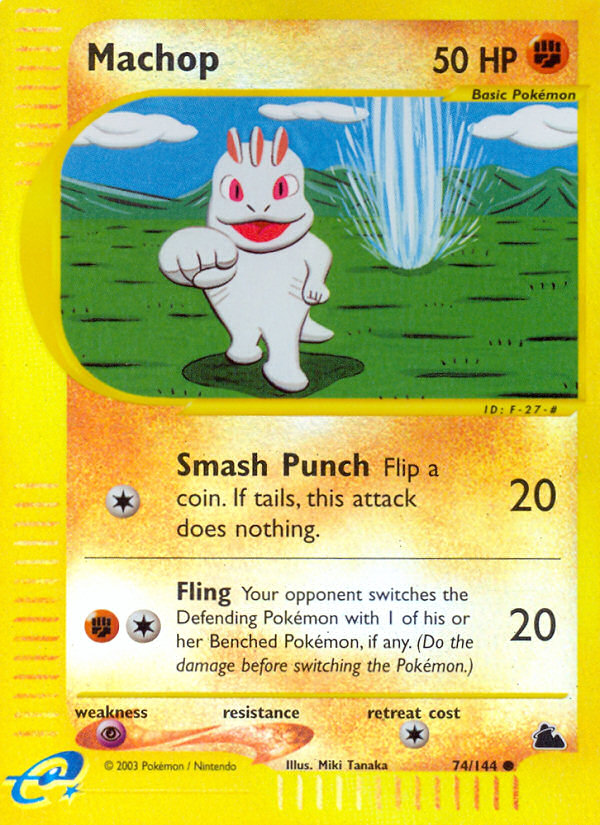 Machop
50 HP
Basic Pokémon
ID: F-27-#
Smash Punch Flip a
coin. If tails, this attack
does nothing.
20
Fling Your opponent switches the
Defending Pokémon with 1 of his or
her Benched Pokémon, if any. (Do the
damage before switching the Pokémon.)
20
weakness resistance retreat cost
© 2003 Pokémon / Nintendo Illus. Miki Tanaka 74/144
e